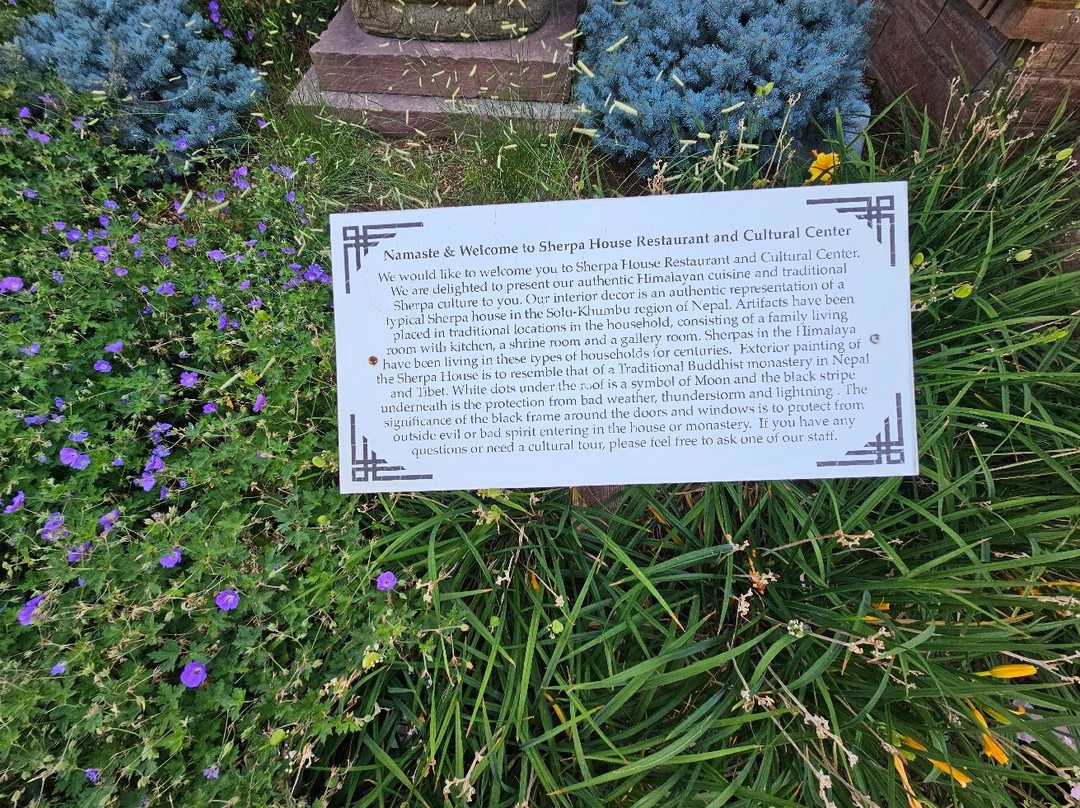 Namaste & Welcome to Sherpa House Restaurant and Cultural Center
We would like to welcome you to Sherpa House Restaurant and Cultural Center.
We are delighted to present our authentic Himalayan cuisine and traditional
Sherpa culture to you. Our interior decor is an authentic representation of a
typical Sherpa house in the Solu-Khumbu region of Nepal. Artifacts have been
placed in traditional locations in the household, consisting of a family living
room with kitchen, a shrine room and a gallery room. Sherpas in the Himalaya
have been living in these types of households for centuries. Exterior painting of
the Sherpa House is to resemble that of a Traditional Buddhist monastery in Nepal
and Tibet. White dots under the roof is a symbol of Moon and the black stripe
underneath is the protection from bad weather, thunderstorm and lightning . The
significance of the black frame around the doors and windows is to protect from
outside evil or bad spirit entering in the house or monastery. If you have any
questions or need a cultural tour, please feel free to ask one of our staff.